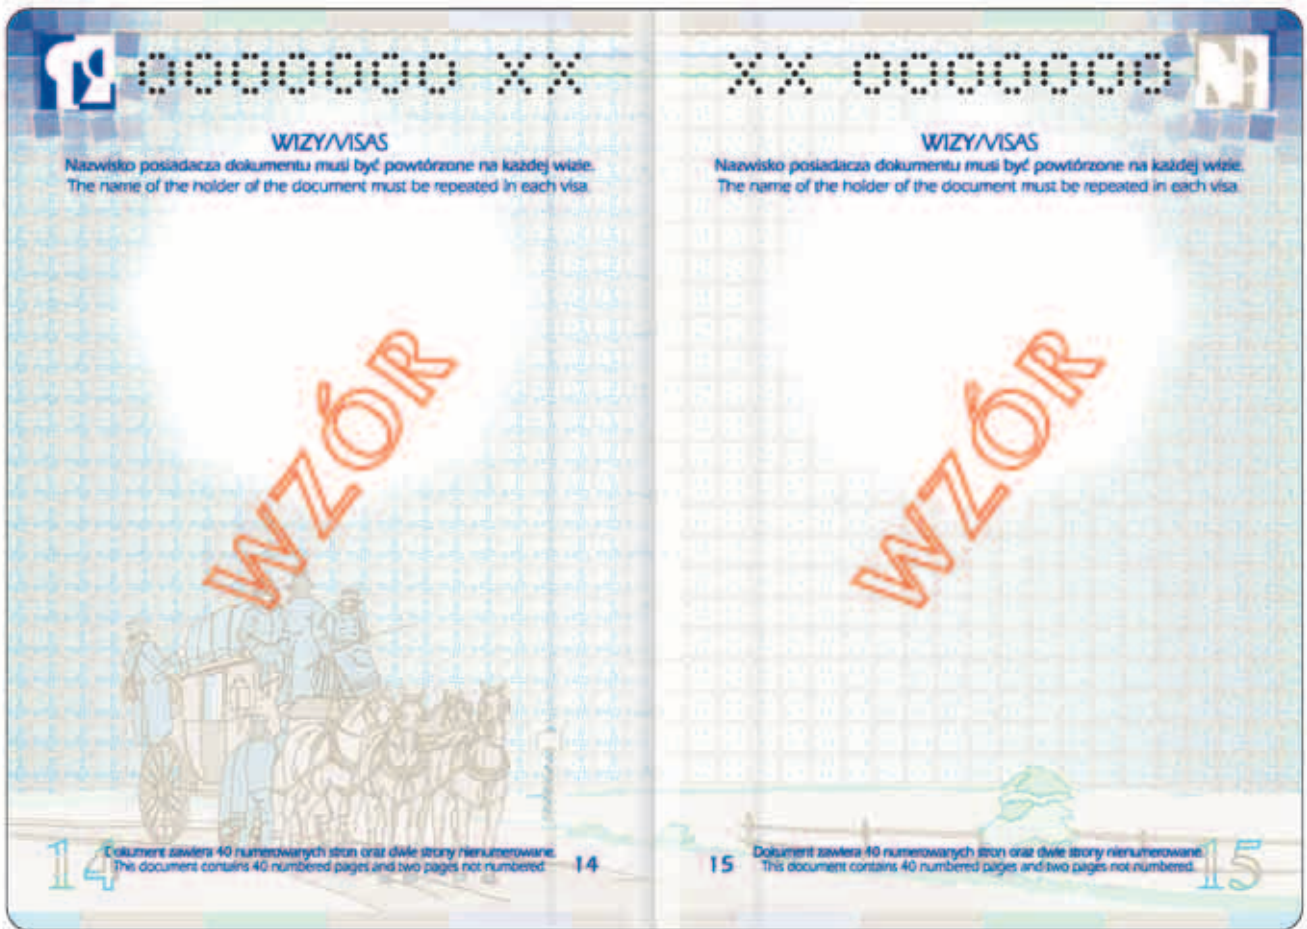 0000000 XX
WIZY/VISAS
Nazwisko posiadacza dokumentu musi być powtórzone na każdej wizie.
The name of the holder of the document must be repeated in each visa.
WZÓR
14
Dokument zawiera 40 numerowanych stron oraz dwie strony nienumerowane.
This document contains 40 numbered pages and two pages not numbered.
14
XX 0000000
WIZY/VISAS
Nazwisko posiadacza dokumentu musi być powtórzone na każdej wizie.
The name of the holder of the document must be repeated in each visa.
WZÓR
15
Dokument zawiera 40 numerowanych stron oraz dwie strony nienumerowane.
This document contains 40 numbered pages and two pages not numbered.
15